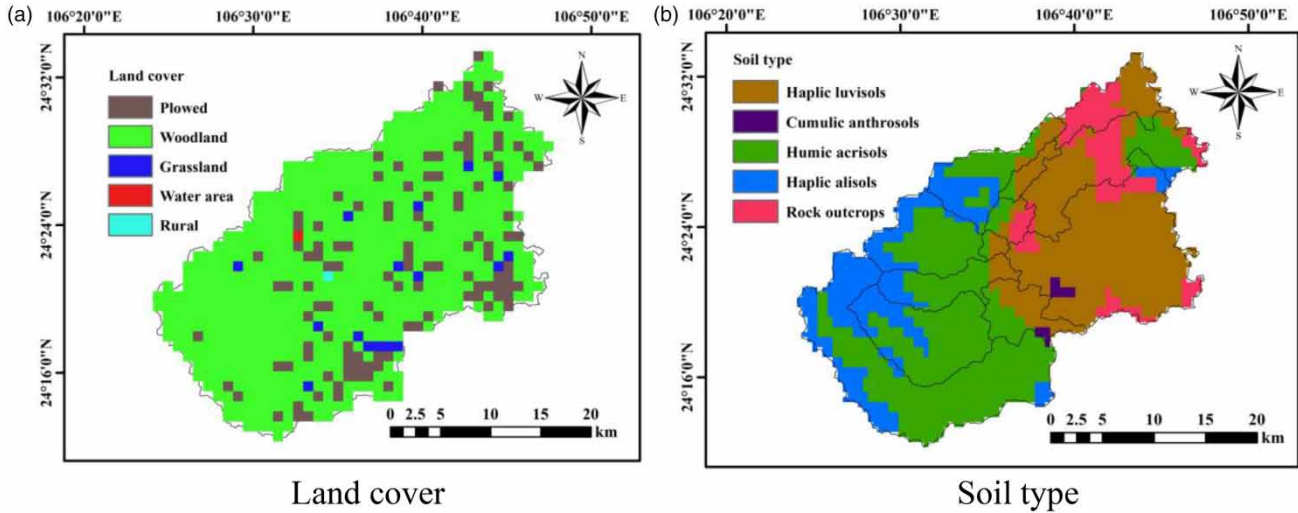 (a)
106°20'0"E 106°30'0"E 106°40'0"E 106°50'0"E
24°32'0"N
24°24'0"N
24°16'0"N
Land cover
Plowed
Woodland
Grassland
Water area
Rural
N
W E
S
0 2.5 5 10 15 20
km
Land cover
(b)
106°20'0"E 106°30'0"E 106°40'0"E 106°50'0"E
24°32'0"N
24°24'0"N
24°16'0"N
Soil type
Haplic luvisols
Cumulic anthrosols
Humic acrisols
Haplic alisols
Rock outcrops
N
W E
S
0 2.5 5 10 15 20
km
Soil type